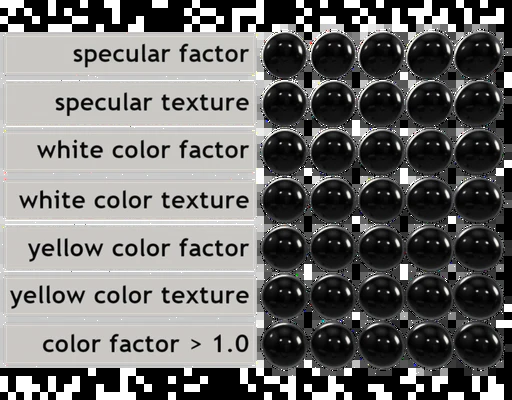 specular factor
specular texture
white color factor
white color texture
yellow color factor
yellow color texture
color factor > 1.0